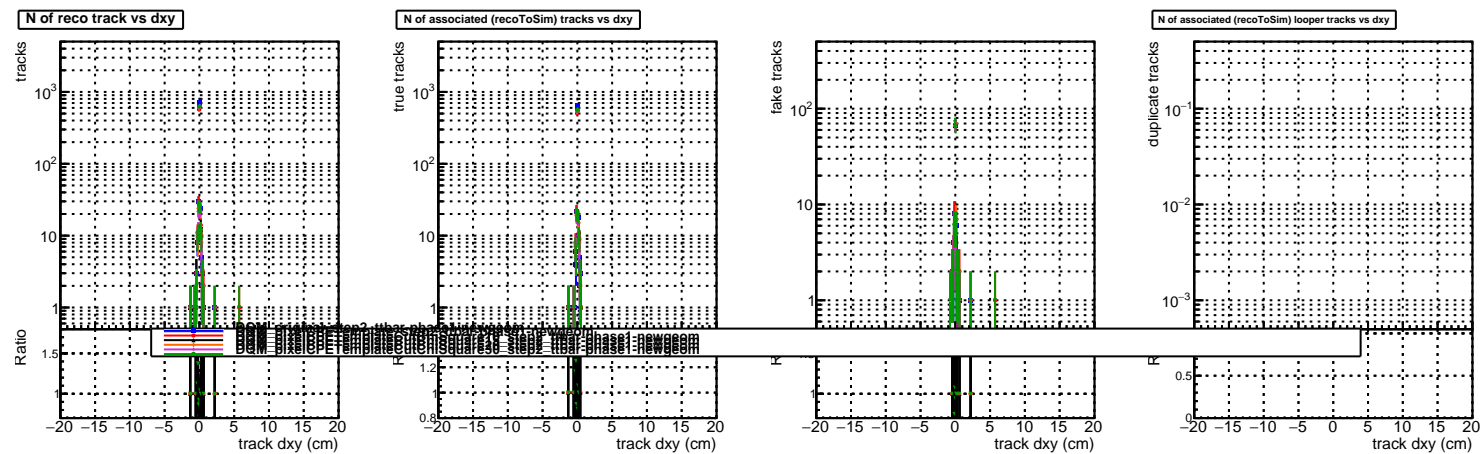 N of reco track vs dxy
N of associated (recoToSim) tracks vs dxy
N of associated (recoToSim) looper tracks vs dxy
tracks
10³
10²
10
1
Ratio
1.5
1
−20 −15 −10 −5 0 5 10 15 20
track dxy (cm)
true tracks
10³
10²
10
1
1.2
1
0.8
−20 −15 −10 −5 0 5 10 15 20
track dxy (cm)
fake tracks
10²
10
1
1
−20 −15 −10 −5 0 5 10 15 20
track dxy (cm)
duplicate tracks
10⁻¹
10⁻²
10⁻³
0.5
0
−20 −15 −10 −5 0 5 10 15 20
track dxy (cm)